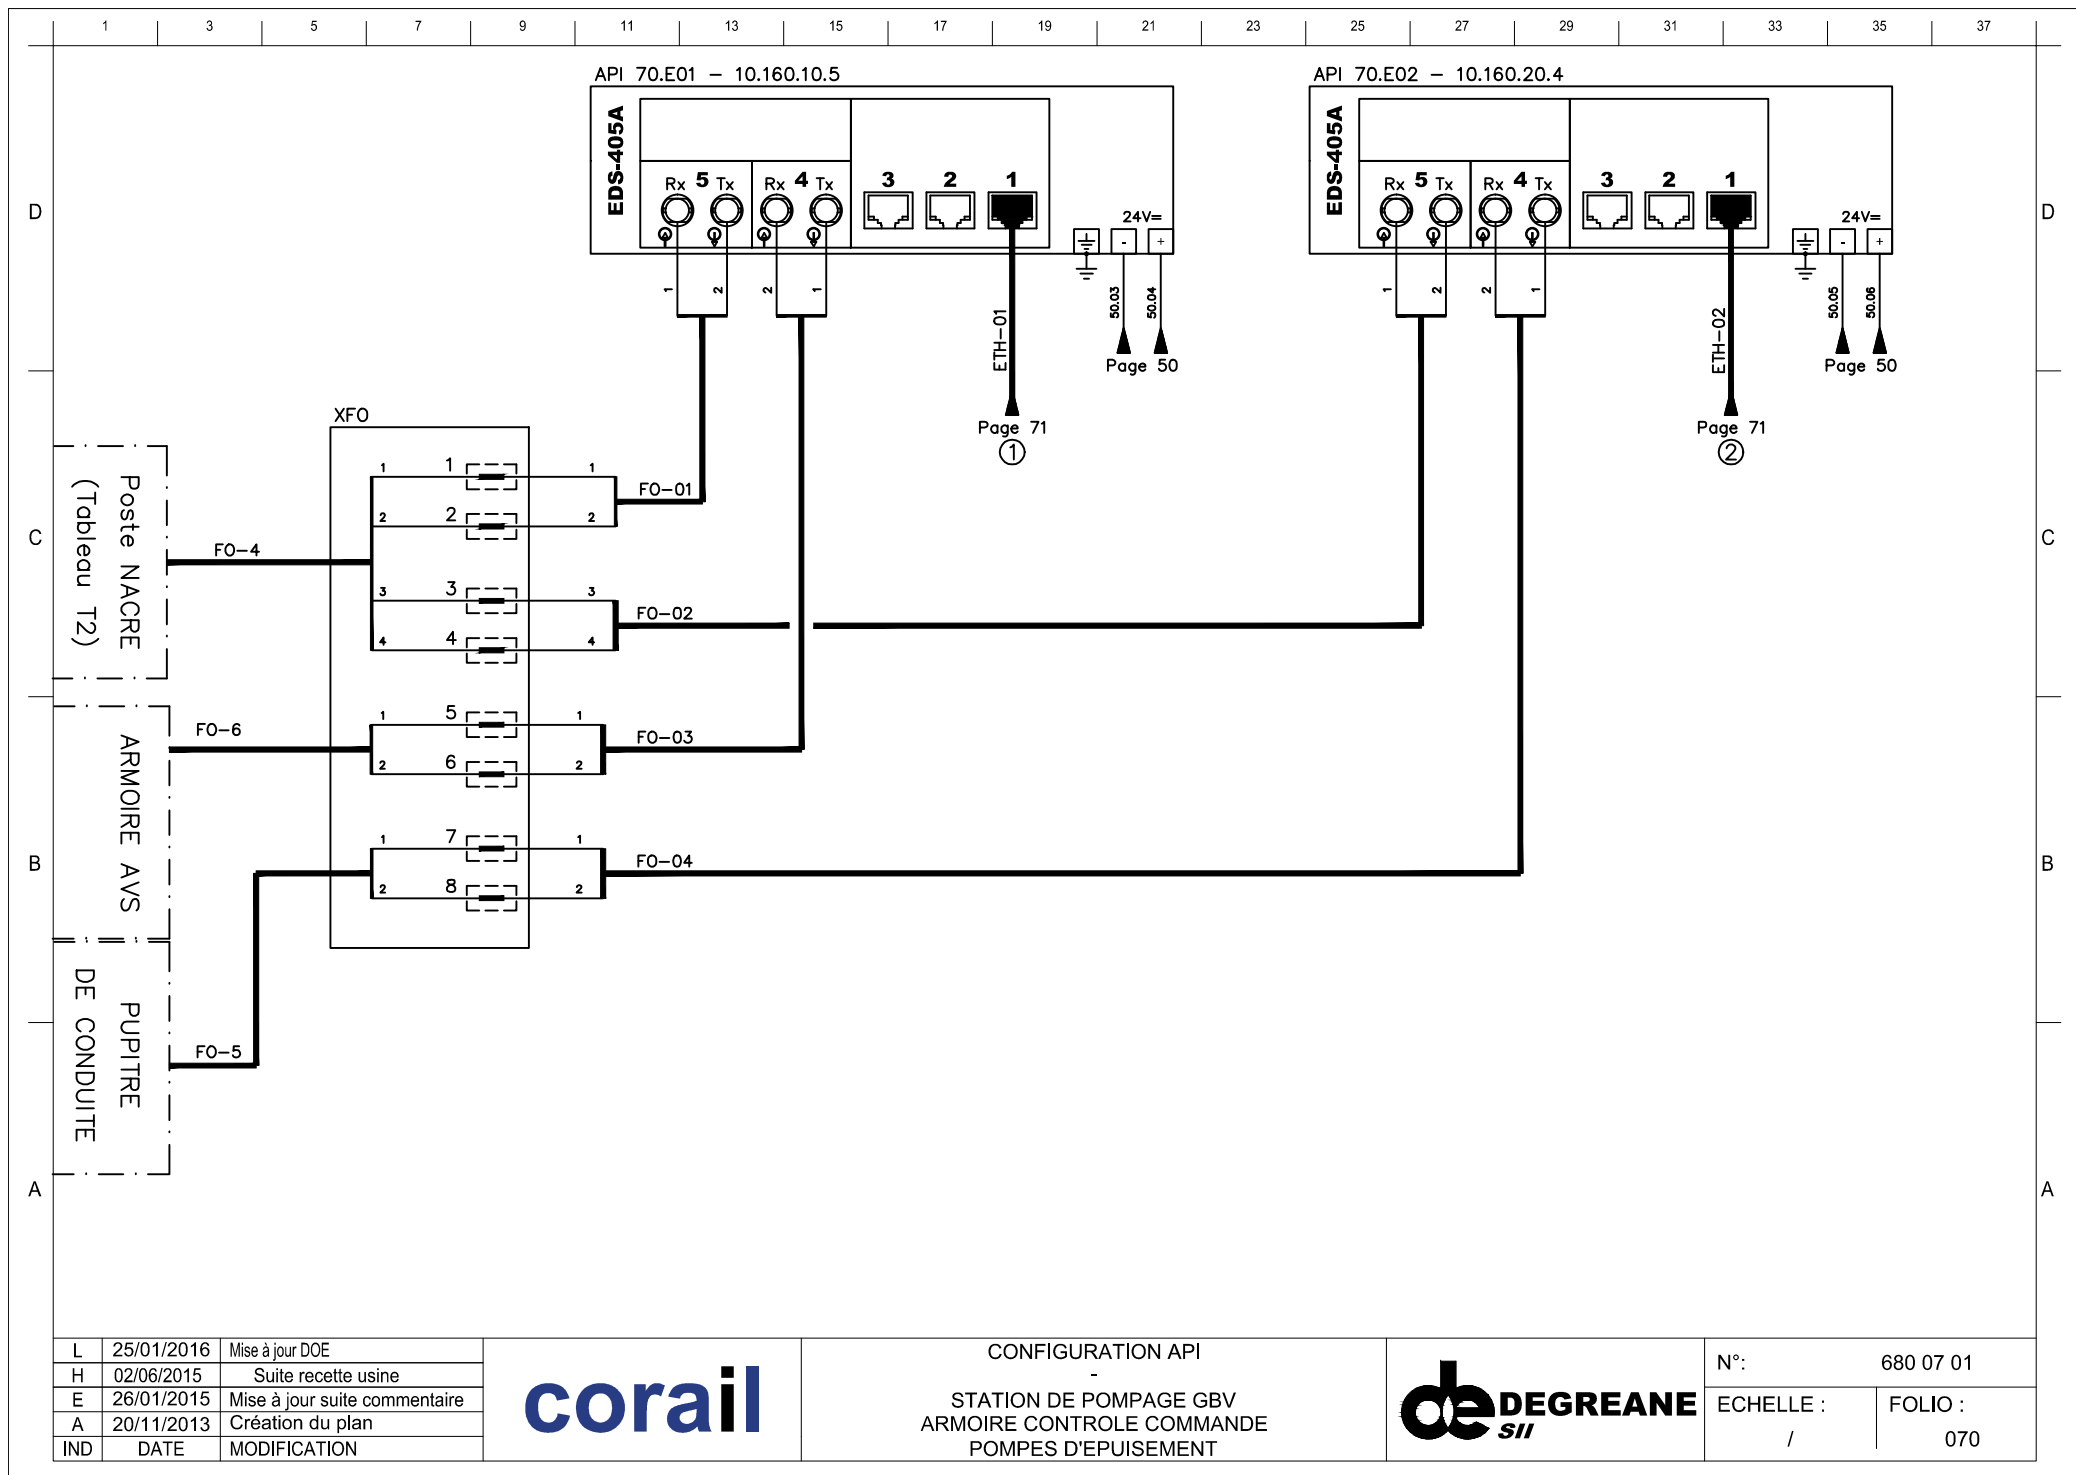 1 3 5 7 9 11 13 15 17 19 21 23 25 27 29 31 33 35 37
API 70.E01 - 10.160.10.5
API 70.E02 - 10.160.20.4
EDS-405A
Rx 5 Tx Rx 4 Tx 3 2 1
24V=
- +
1 2 2 1
ETH-01
50.03 50.04
Page 50
Page 71
1
EDS-405A
Rx 5 Tx Rx 4 Tx 3 2 1
24V=
- +
1 2 2 1
ETH-02
50.05 50.06
Page 50
Page 71
2
D D
C C
B B
A A
XFO
Poste NACRE
(Tableau T2)
FO-4
1 1 1
FO-01
2 2 2
3 3 3
FO-02
4 4 4
ARMOIRE AVS
FO-6
1 5 1
FO-03
2 6 2
1 7 1
FO-04
2 8 2
PUPITRE
DE CONDUITE
FO-5
L 25/01/2016 Mise à jour DOE
H 02/06/2015 Suite recette usine
E 26/01/2015 Mise à jour suite commentaire
A 20/11/2013 Création du plan
IND DATE MODIFICATION
corail
CONFIGURATION API
-
STATION DE POMPAGE GBV
ARMOIRE CONTROLE COMMANDE
POMPES D'EPUISEMENT
de DEGREANE
SII
N°: 680 07 01
ECHELLE : /
FOLIO : 070